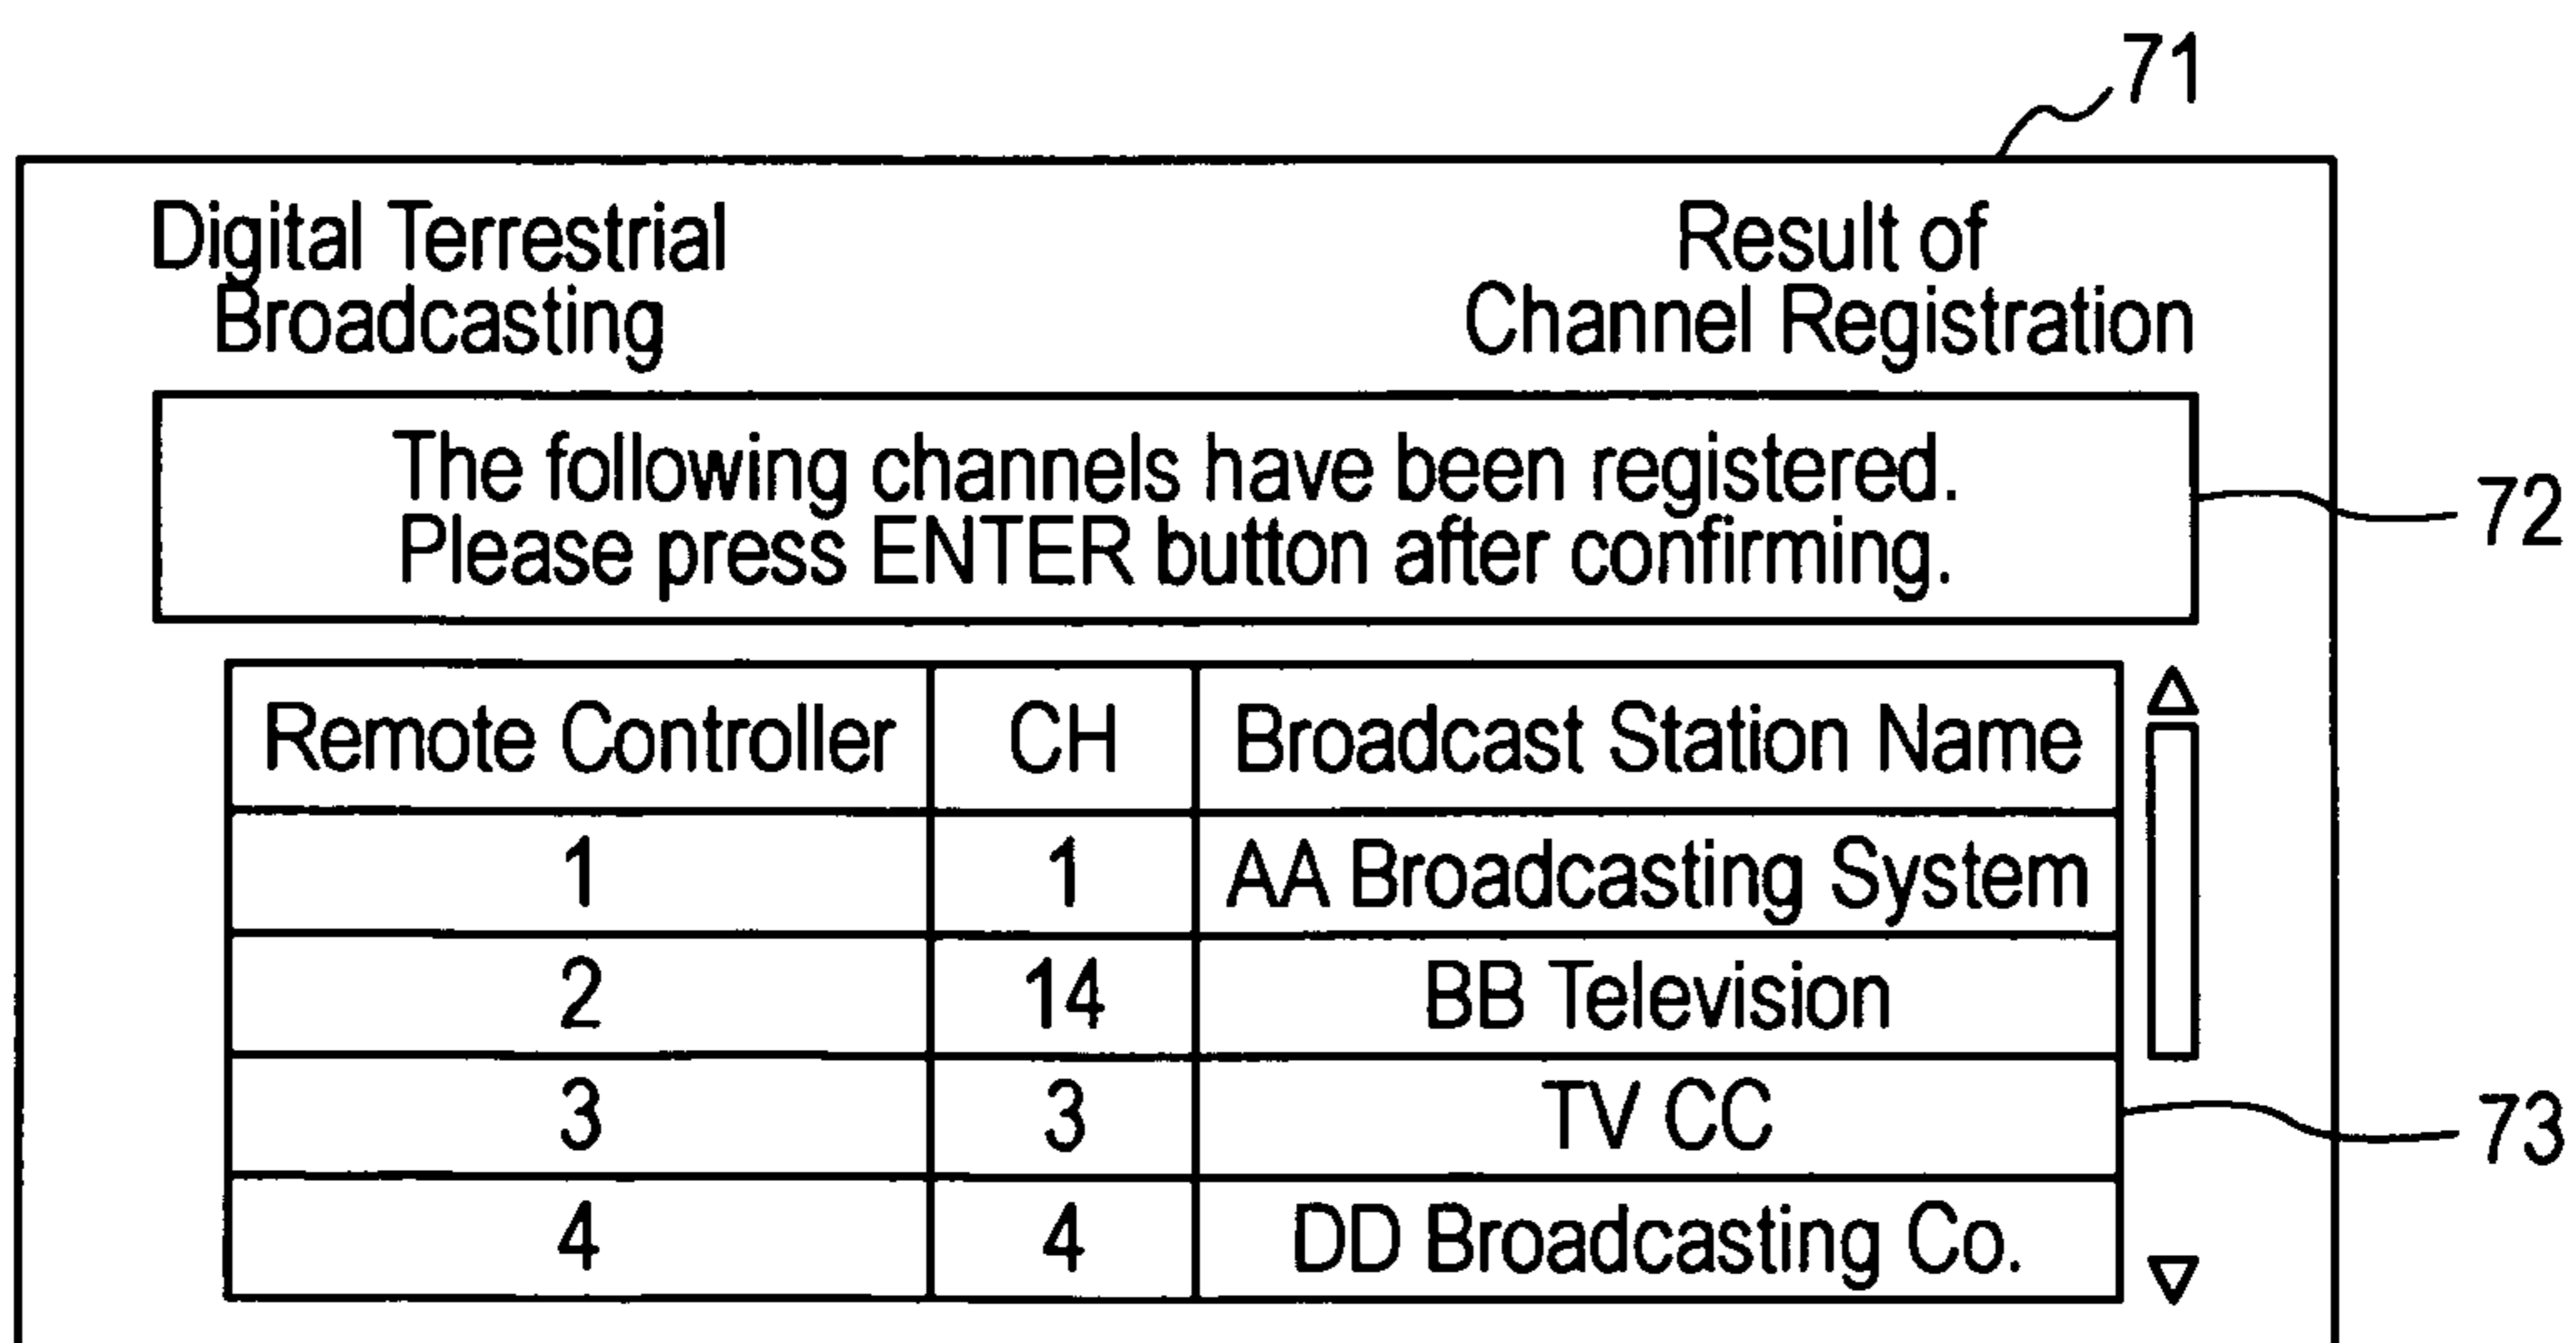 71
Digital Terrestrial
Broadcasting
Result of
Channel Registration
The following channels have been registered.
Please press ENTER button after confirming.
72
Remote Controller CH Broadcast Station Name
1 1 AA Broadcasting System
2 14 BB Television
3 3 TV CC
73
4 4 DD Broadcasting Co.